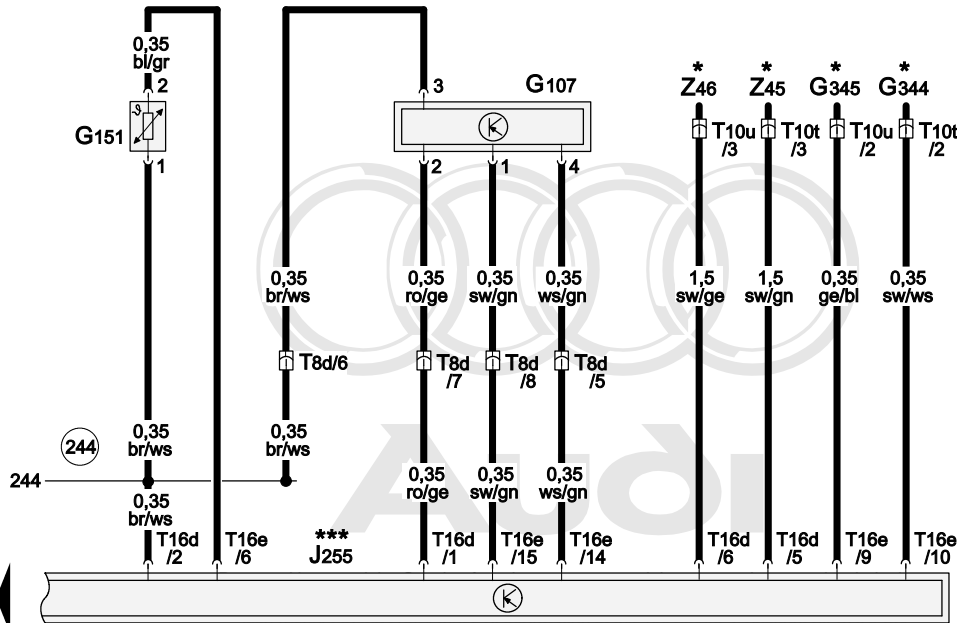 0,35
bl/gr
2
G151
1
3
G107
2
1
4
*
Z46
*
Z45
*
G345
*
G344
T10u
/3
T10t
/3
T10u
/2
T10t
/2
0,35
br/ws
0,35
ro/ge
0,35
sw/gn
0,35
ws/gn
1,5
sw/ge
1,5
sw/gn
0,35
ge/bl
0,35
sw/ws
T8d/6
T8d
/7
T8d
/8
T8d
/5
244
0,35
br/ws
0,35
br/ws
Audi
244
0,35
br/ws
0,35
ro/ge
0,35
sw/gn
0,35
ws/gn
T16d
/2
T16e
/6
***
J255
T16d
/1
T16e
/15
T16e
/14
T16d
/6
T16d
/5
T16e
/9
T16e
/10